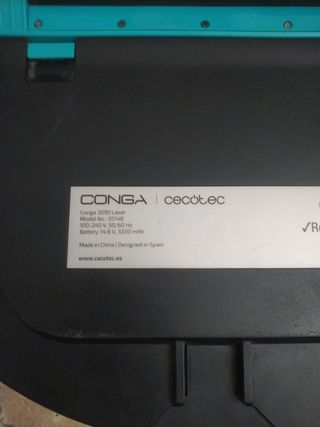 CONGA | cecotec
Conga 3090 Laser
Model No.: 05148
100-240 V, 50/60 Hz
Battery: 14.8 V, 3200 mAh
Made in China | Designed in Spain
www.cecotec.es